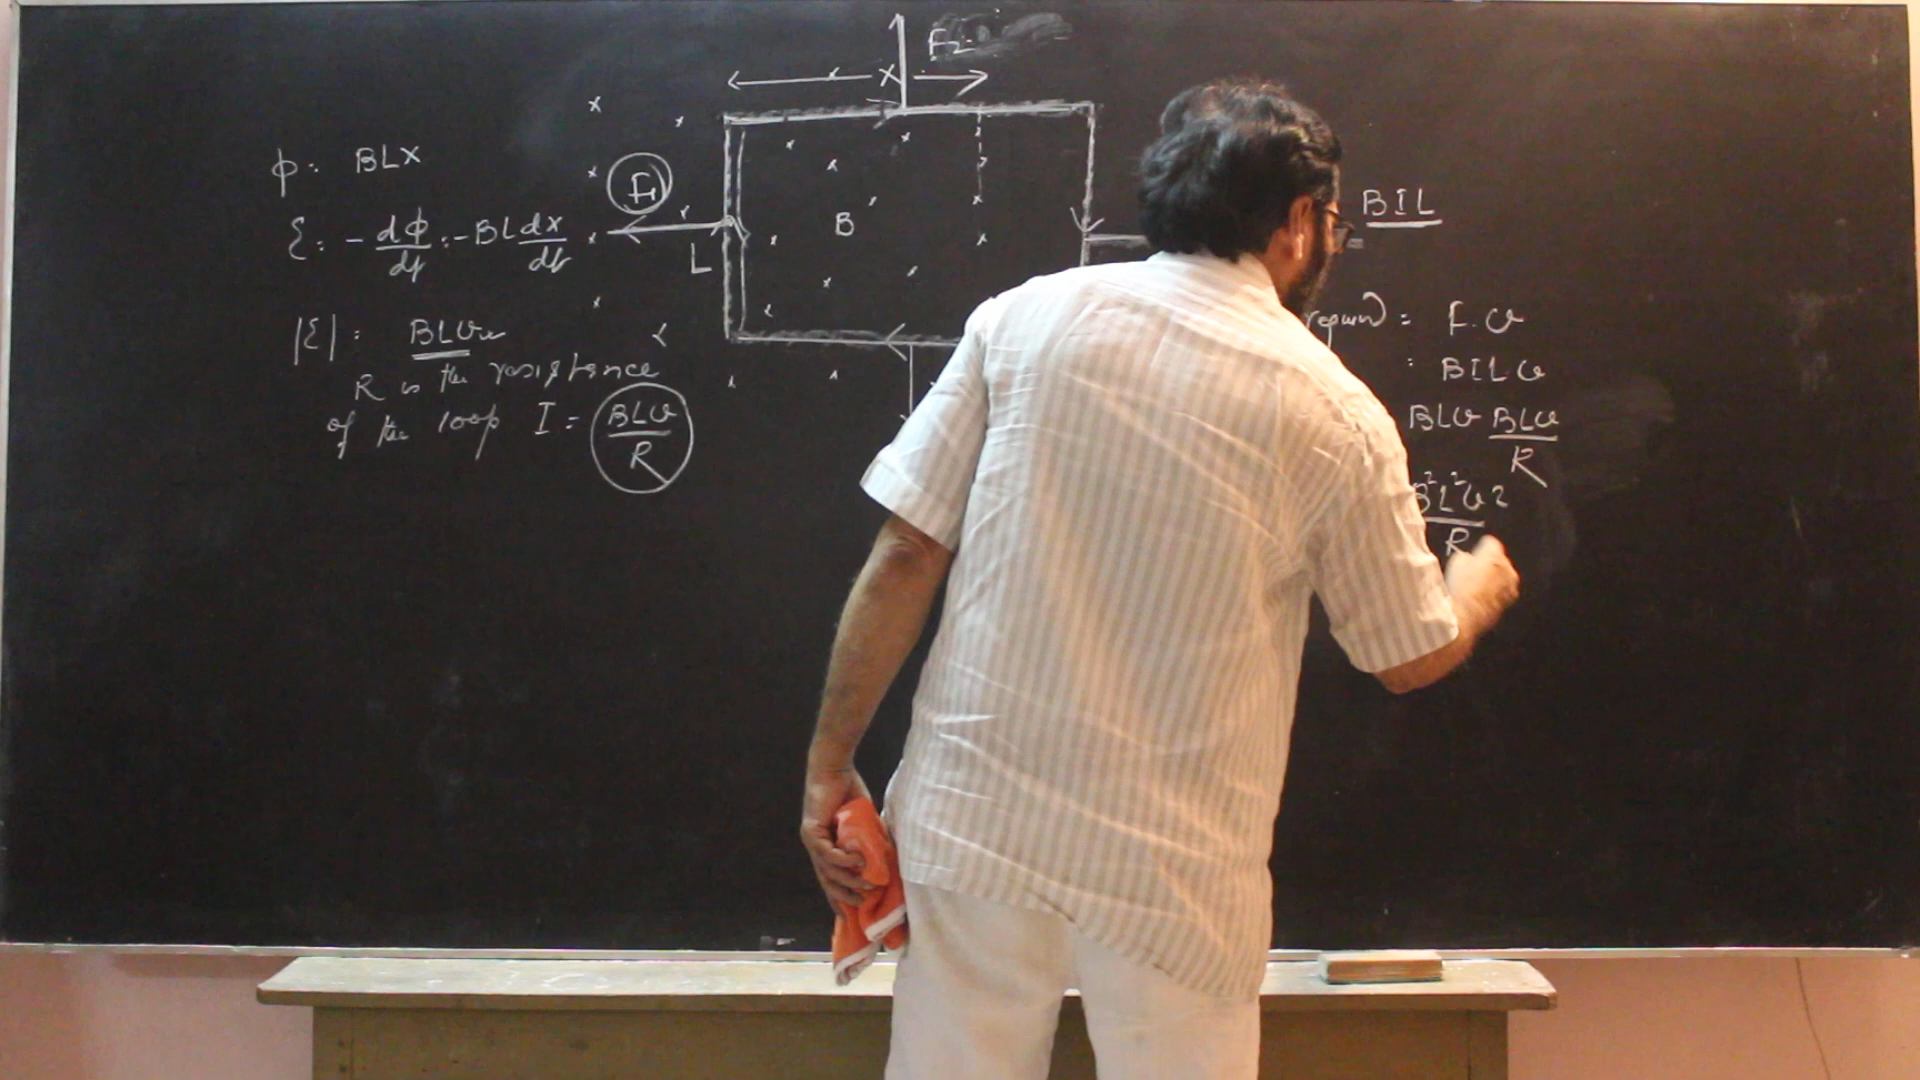 φ: BLX
ε: - dφ/dt : - BL dx/dt
|ε| : BLv
R is the resistance
of the loop I = BLv/R
F2
X
F1
L
B
BIL
= F.v
: BILv
BLv BLv/R
B²L²v²/R